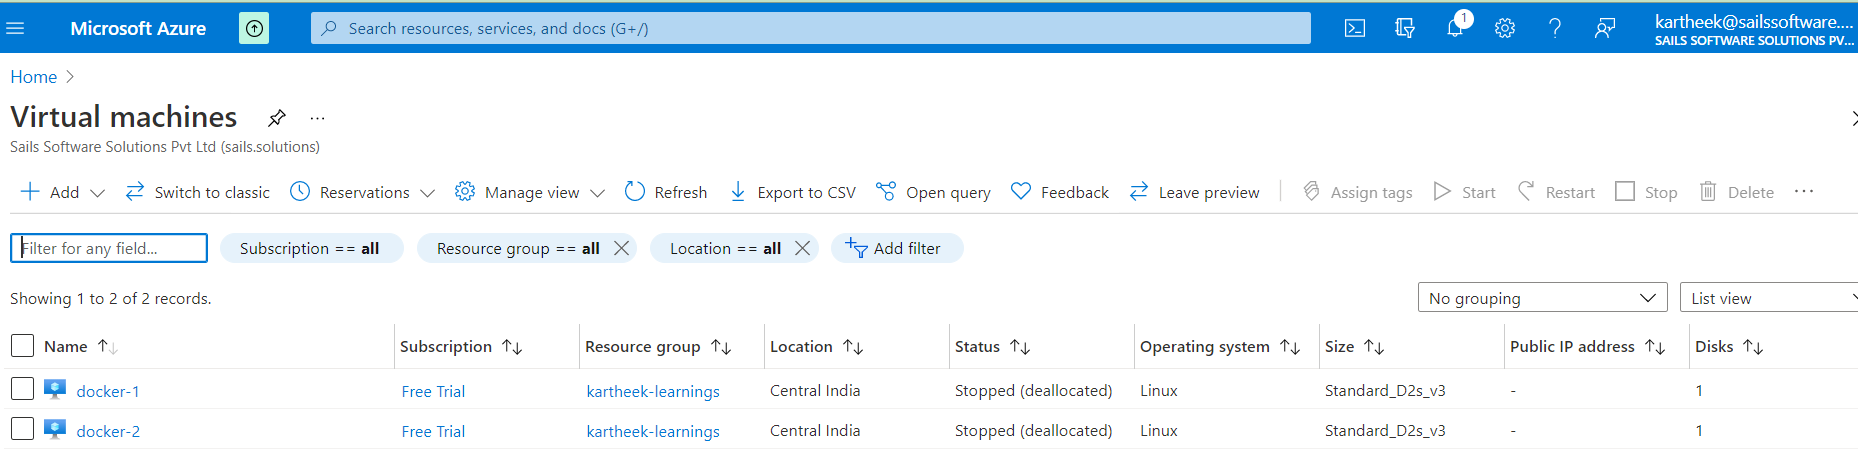 Microsoft Azure Search resources, services, and docs (G+/) 1 kartheek@sailssoftware....
SAILS SOFTWARE SOLUTIONS PV...
Home >
Virtual machines ...
Sails Software Solutions Pvt Ltd (sails.solutions)
+ Add Switch to classic Reservations Manage view Refresh Export to CSV Open query Feedback Leave preview Assign tags Start Restart Stop Delete ...
Filter for any field... Subscription == all Resource group == all Location == all Add filter
Showing 1 to 2 of 2 records. No grouping List view
Name Subscription Resource group Location Status Operating system Size Public IP address Disks
docker-1 Free Trial kartheek-learnings Central India Stopped (deallocated) Linux Standard_D2s_v3 - 1
docker-2 Free Trial kartheek-learnings Central India Stopped (deallocated) Linux Standard_D2s_v3 - 1